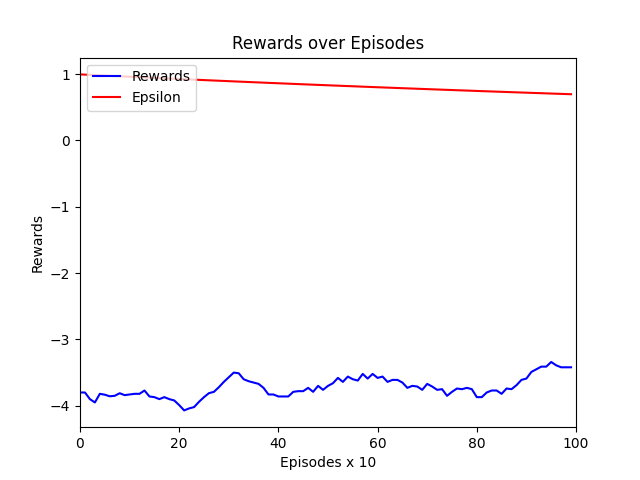 Rewards over Episodes
Rewards
Epsilon
1
0
−1
−2
−3
−4
Rewards
0 20 40 60 80 100
Episodes x 10